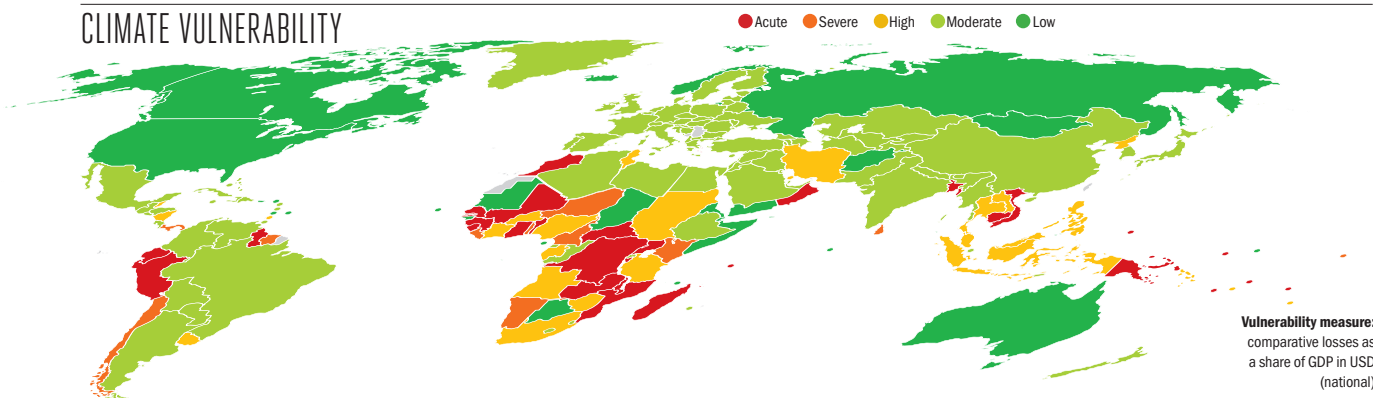 CLIMATE VULNERABILITY
Acute Severe High Moderate Low
Vulnerability measure:
comparative losses as
a share of GDP in USD
(national)